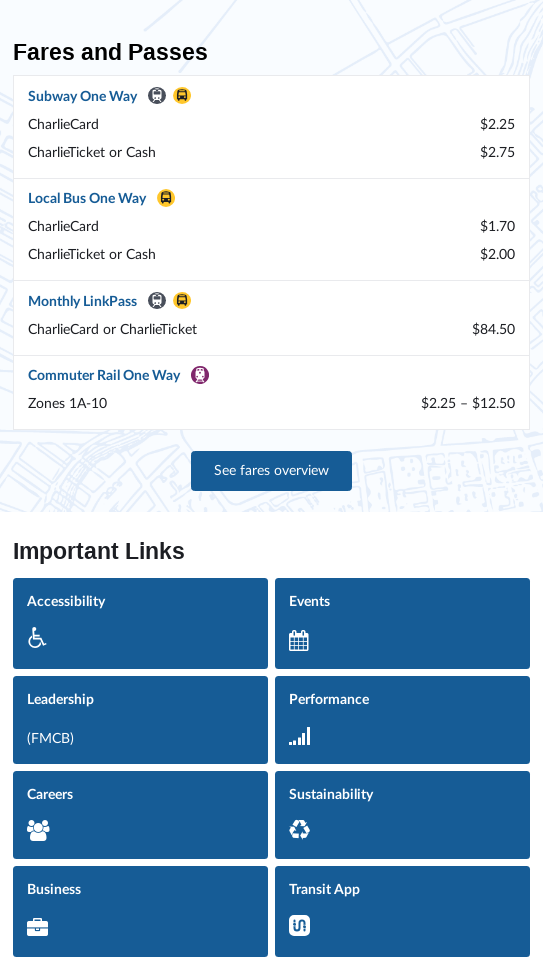 Fares and Passes
Subway One Way
CharlieCard $2.25
CharlieTicket or Cash $2.75
Local Bus One Way
CharlieCard $1.70
CharlieTicket or Cash $2.00
Monthly LinkPass
CharlieCard or CharlieTicket $84.50
Commuter Rail One Way
Zones 1A-10 $2.25 – $12.50
See fares overview
Important Links
Accessibility
Events
Leadership
(FMCB)
Performance
Careers
Sustainability
Business
Transit App